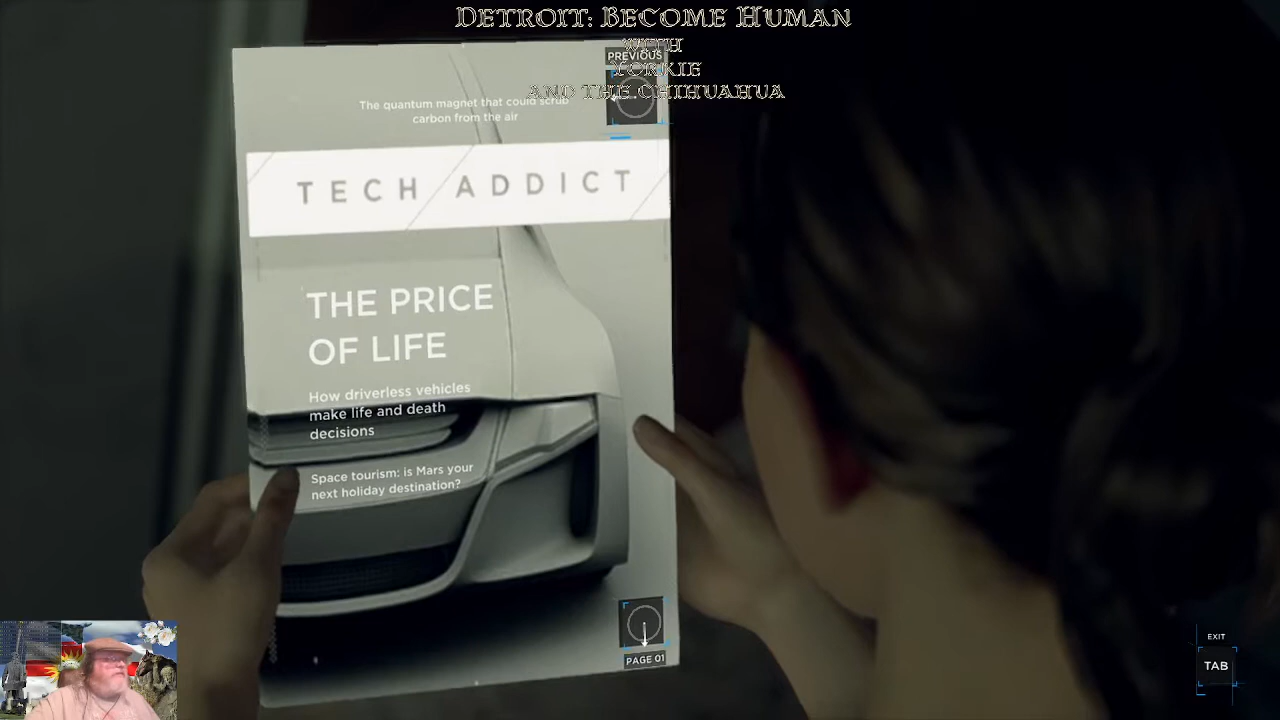 DETROIT: BECOME HUMAN
WITH
YORKIE
AND THE CHIHUAHUA
PREVIOUS
The quantum magnet that could scrub
carbon from the air
TECH ADDICT
THE PRICE
OF LIFE
How driverless vehicles
make life and death
decisions
Space tourism: is Mars your
next holiday destination?
PAGE 01
EXIT
TAB